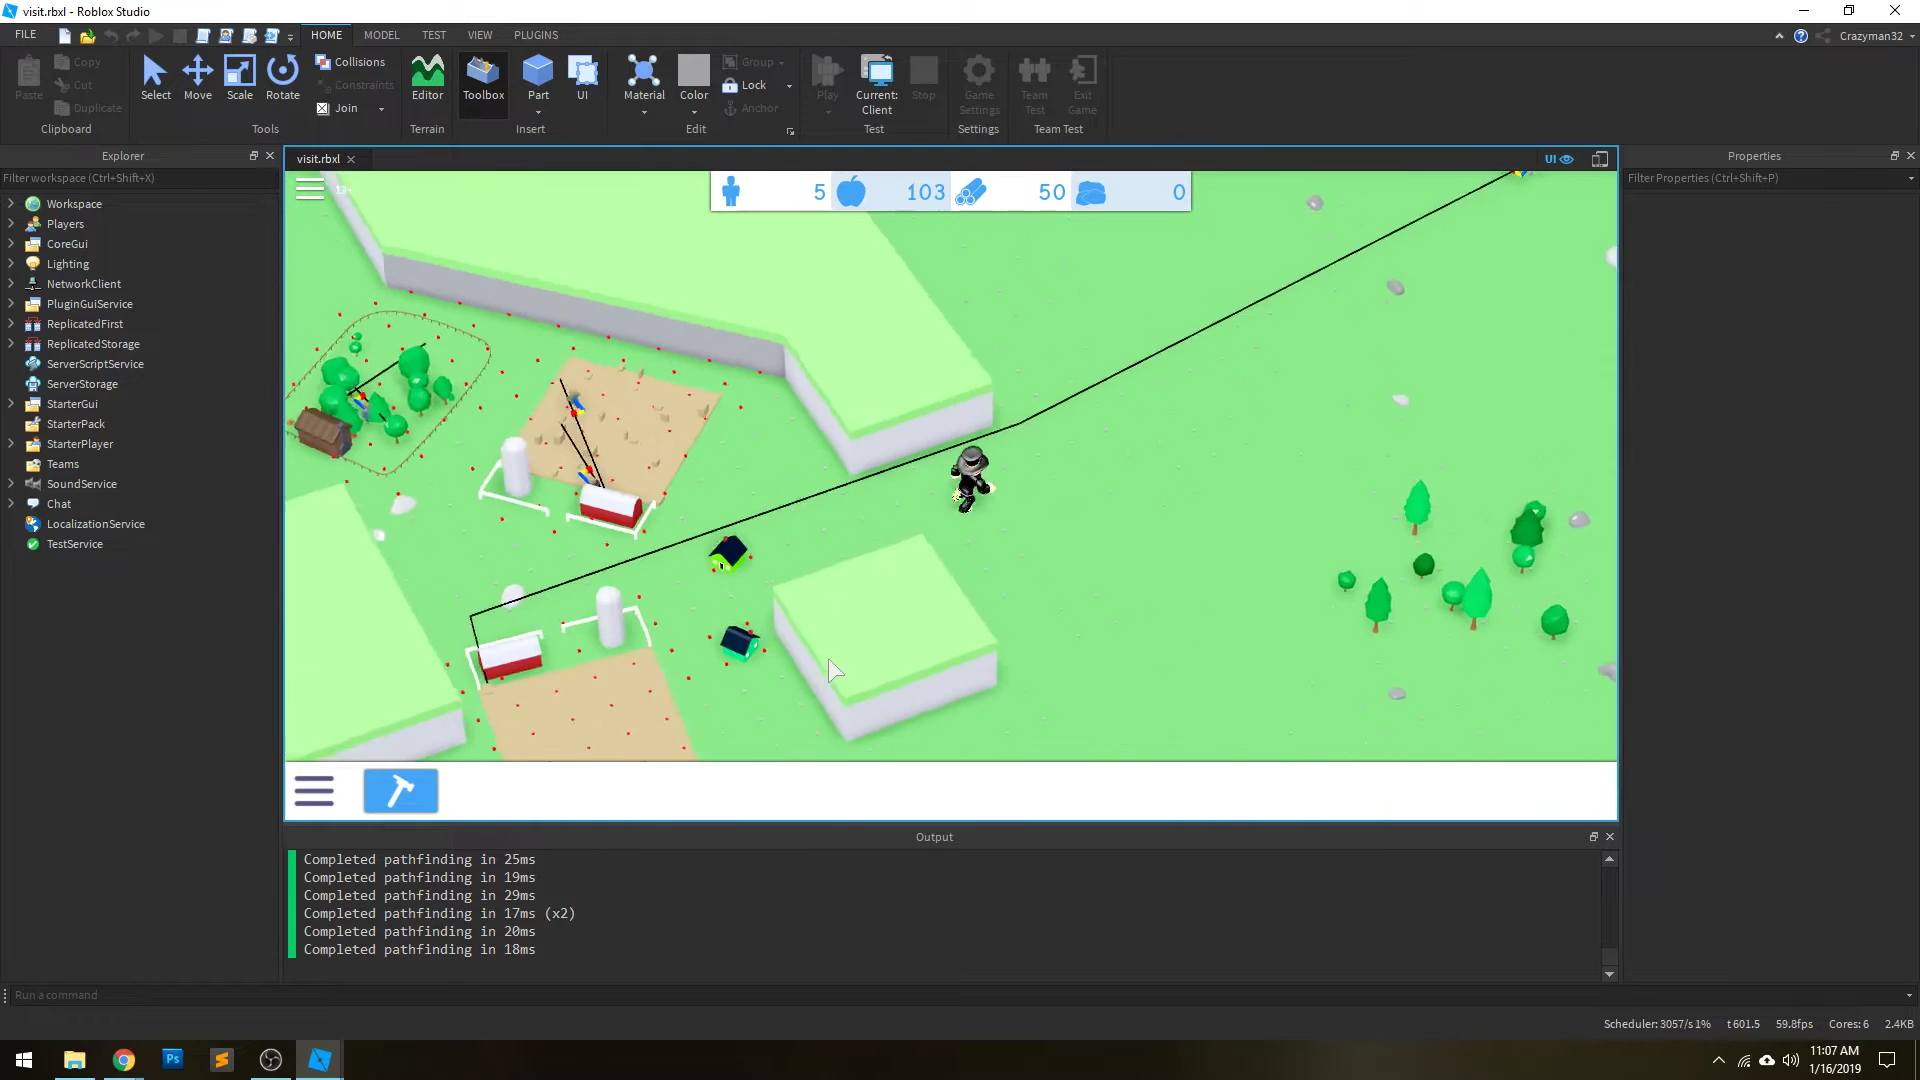 visit.rbxl - Roblox Studio
FILE HOME MODEL TEST VIEW PLUGINS Crazyman32
Paste
Copy
Cut
Duplicate
Clipboard
Select Move Scale Rotate
Collisions
Constraints
Join
Tools
Editor
Terrain
Toolbox Part UI
Insert
Material Color
Group
Lock
Anchor
Edit
Play Current: Client Stop
Test
Game Settings
Settings
Team Test Exit Game
Team Test
Explorer
Filter workspace (Ctrl+Shift+X)
Workspace
Players
CoreGui
Lighting
NetworkClient
PluginGuiService
ReplicatedFirst
ReplicatedStorage
ServerScriptService
ServerStorage
StarterGui
StarterPack
StarterPlayer
Teams
SoundService
Chat
LocalizationService
TestService
visit.rbxl
UI
13+
5 103 50 0
Properties
Filter Properties (Ctrl+Shift+P)
Output
Completed pathfinding in 25ms
Completed pathfinding in 19ms
Completed pathfinding in 29ms
Completed pathfinding in 17ms (x2)
Completed pathfinding in 20ms
Completed pathfinding in 18ms
Run a command
Scheduler: 3057/s 1% t 601.5 59.8fps Cores: 6 2.4KB
Ps
11:07 AM
1/16/2019